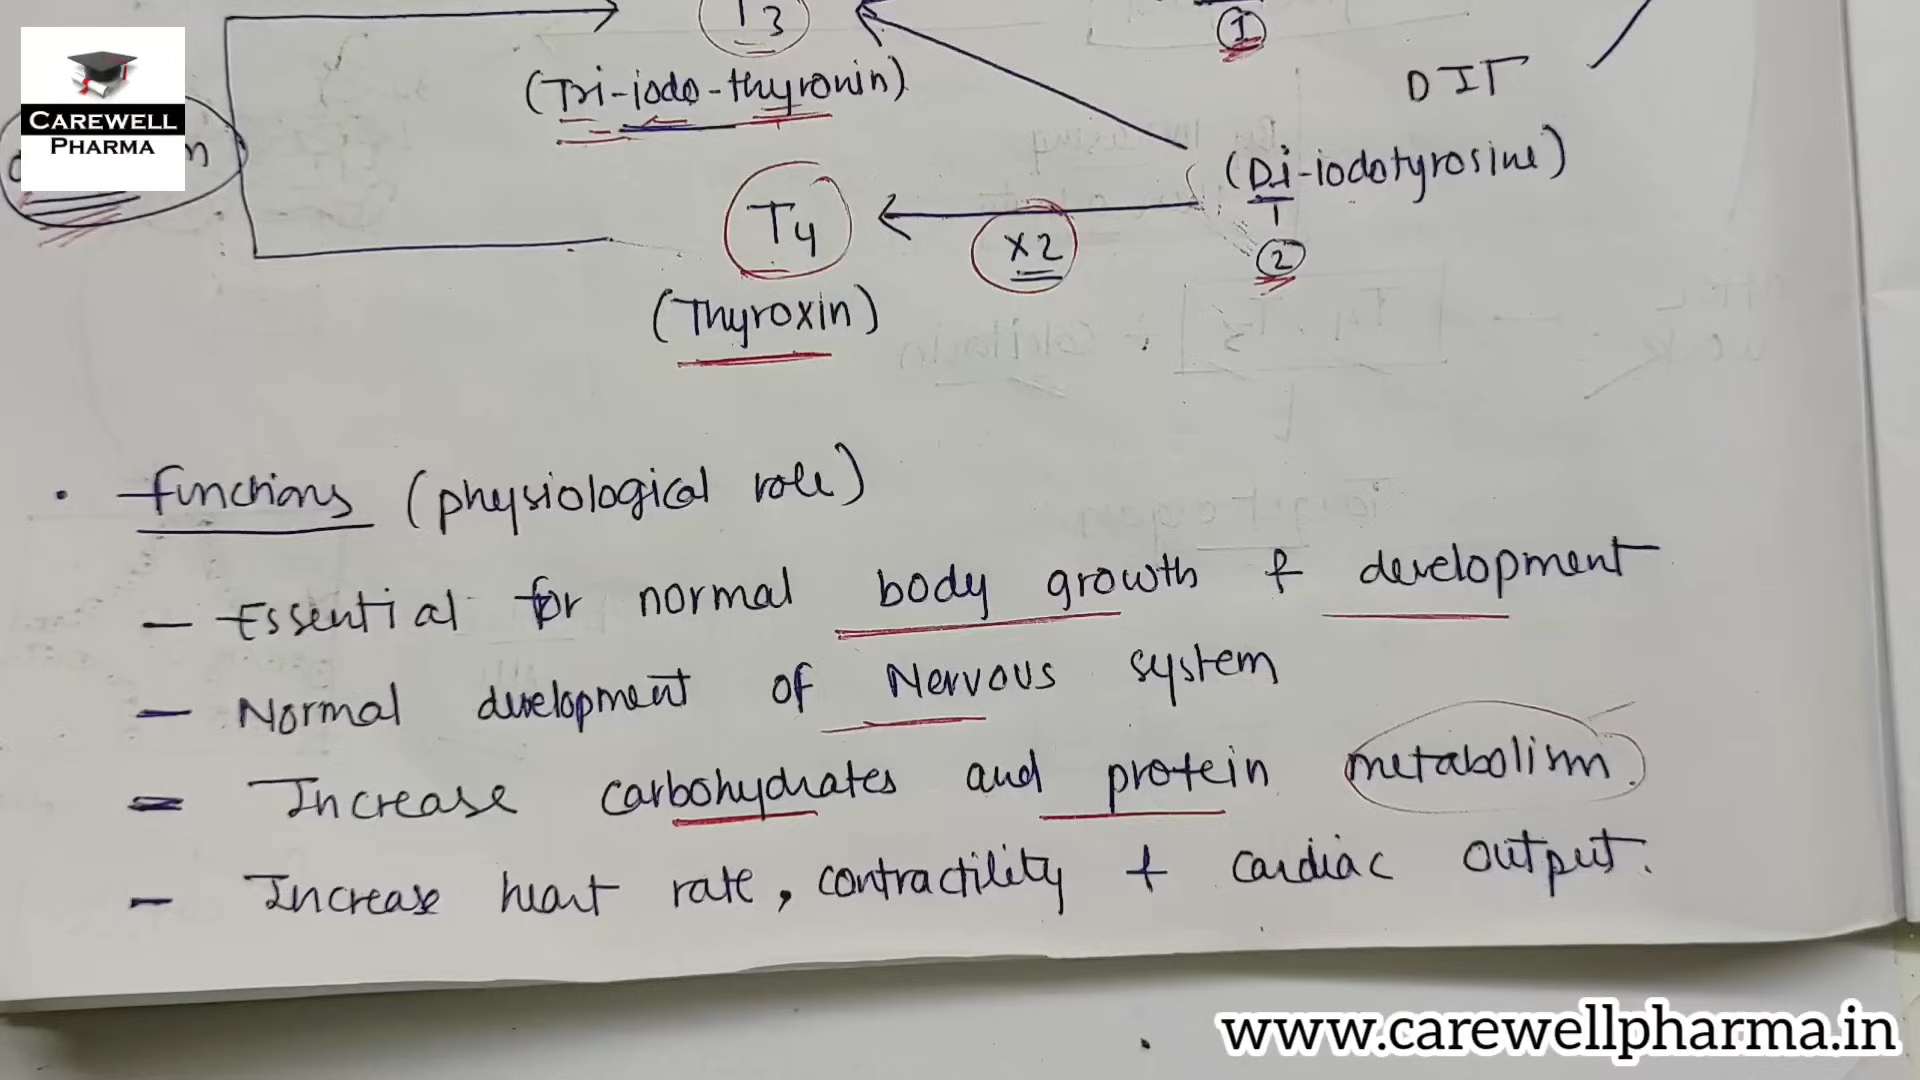 T3
1
CAREWELL
PHARMA
(Tri-iodo-thyronin)
DIT
(Di-iodotyrosine)
T4
X2
2
(Thyroxin)
• functions (physiological role)
- Essential for normal body growth & development
- Normal development of Nervous system
- Increase carbohydrates and protein metabolism.
- Increase heart rate, contractility + cardiac output.
www.carewellpharma.in